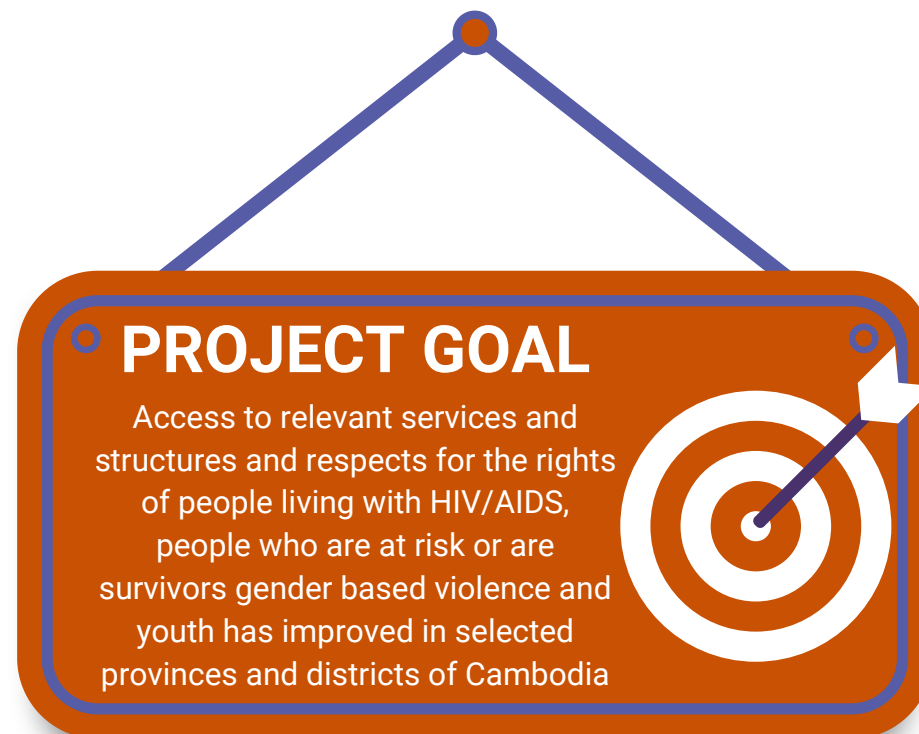 PROJECT GOAL
Access to relevant services and
structures and respects for the rights
of people living with HIV/AIDS,
people who are at risk or are
survivors gender based violence and
youth has improved in selected
provinces and districts of Cambodia